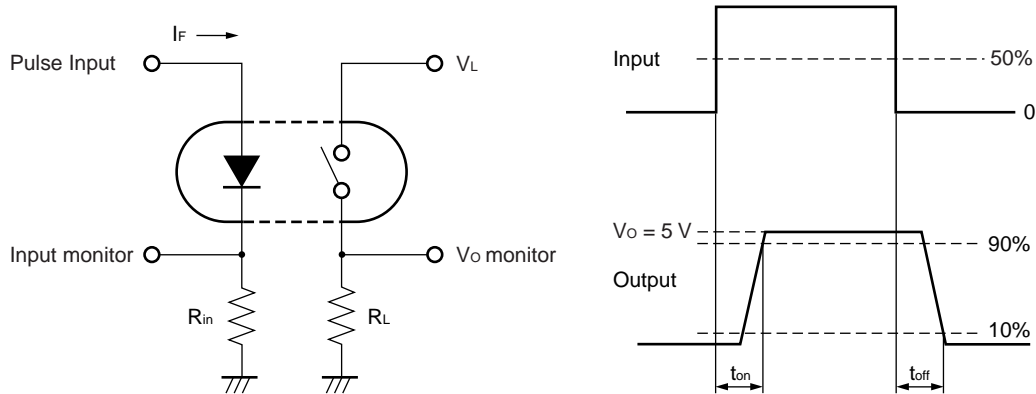 IF
Pulse Input
VL
Input monitor
VO monitor
Rin
RL
Input
50%
0
VO = 5 V
90%
Output
10%
ton
toff